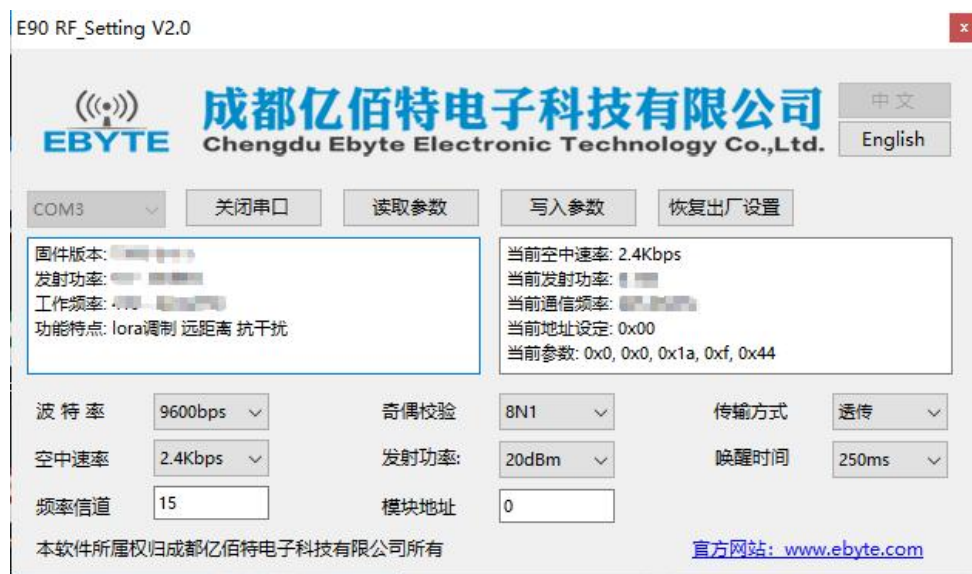 E90 RF_Setting V2.0
x
EBYTE
成都亿佰特电子科技有限公司
Chengdu Ebyte Electronic Technology Co.,Ltd.
中文
English
COM3 关闭串口 读取参数 写入参数 恢复出厂设置
固件版本:
发射功率:
工作频率:
功能特点: lora调制 远距离 抗干扰
当前空中速率: 2.4Kbps
当前发射功率:
当前通信频率:
当前地址设定: 0x00
当前参数: 0x0, 0x0, 0x1a, 0xf, 0x44
波特率 9600bps 奇偶校验 8N1 传输方式 透传
空中速率 2.4Kbps 发射功率: 20dBm 唤醒时间 250ms
频率信道 15 模块地址 0
本软件所属权归成都亿佰特电子科技有限公司所有 官方网站：www.ebyte.com